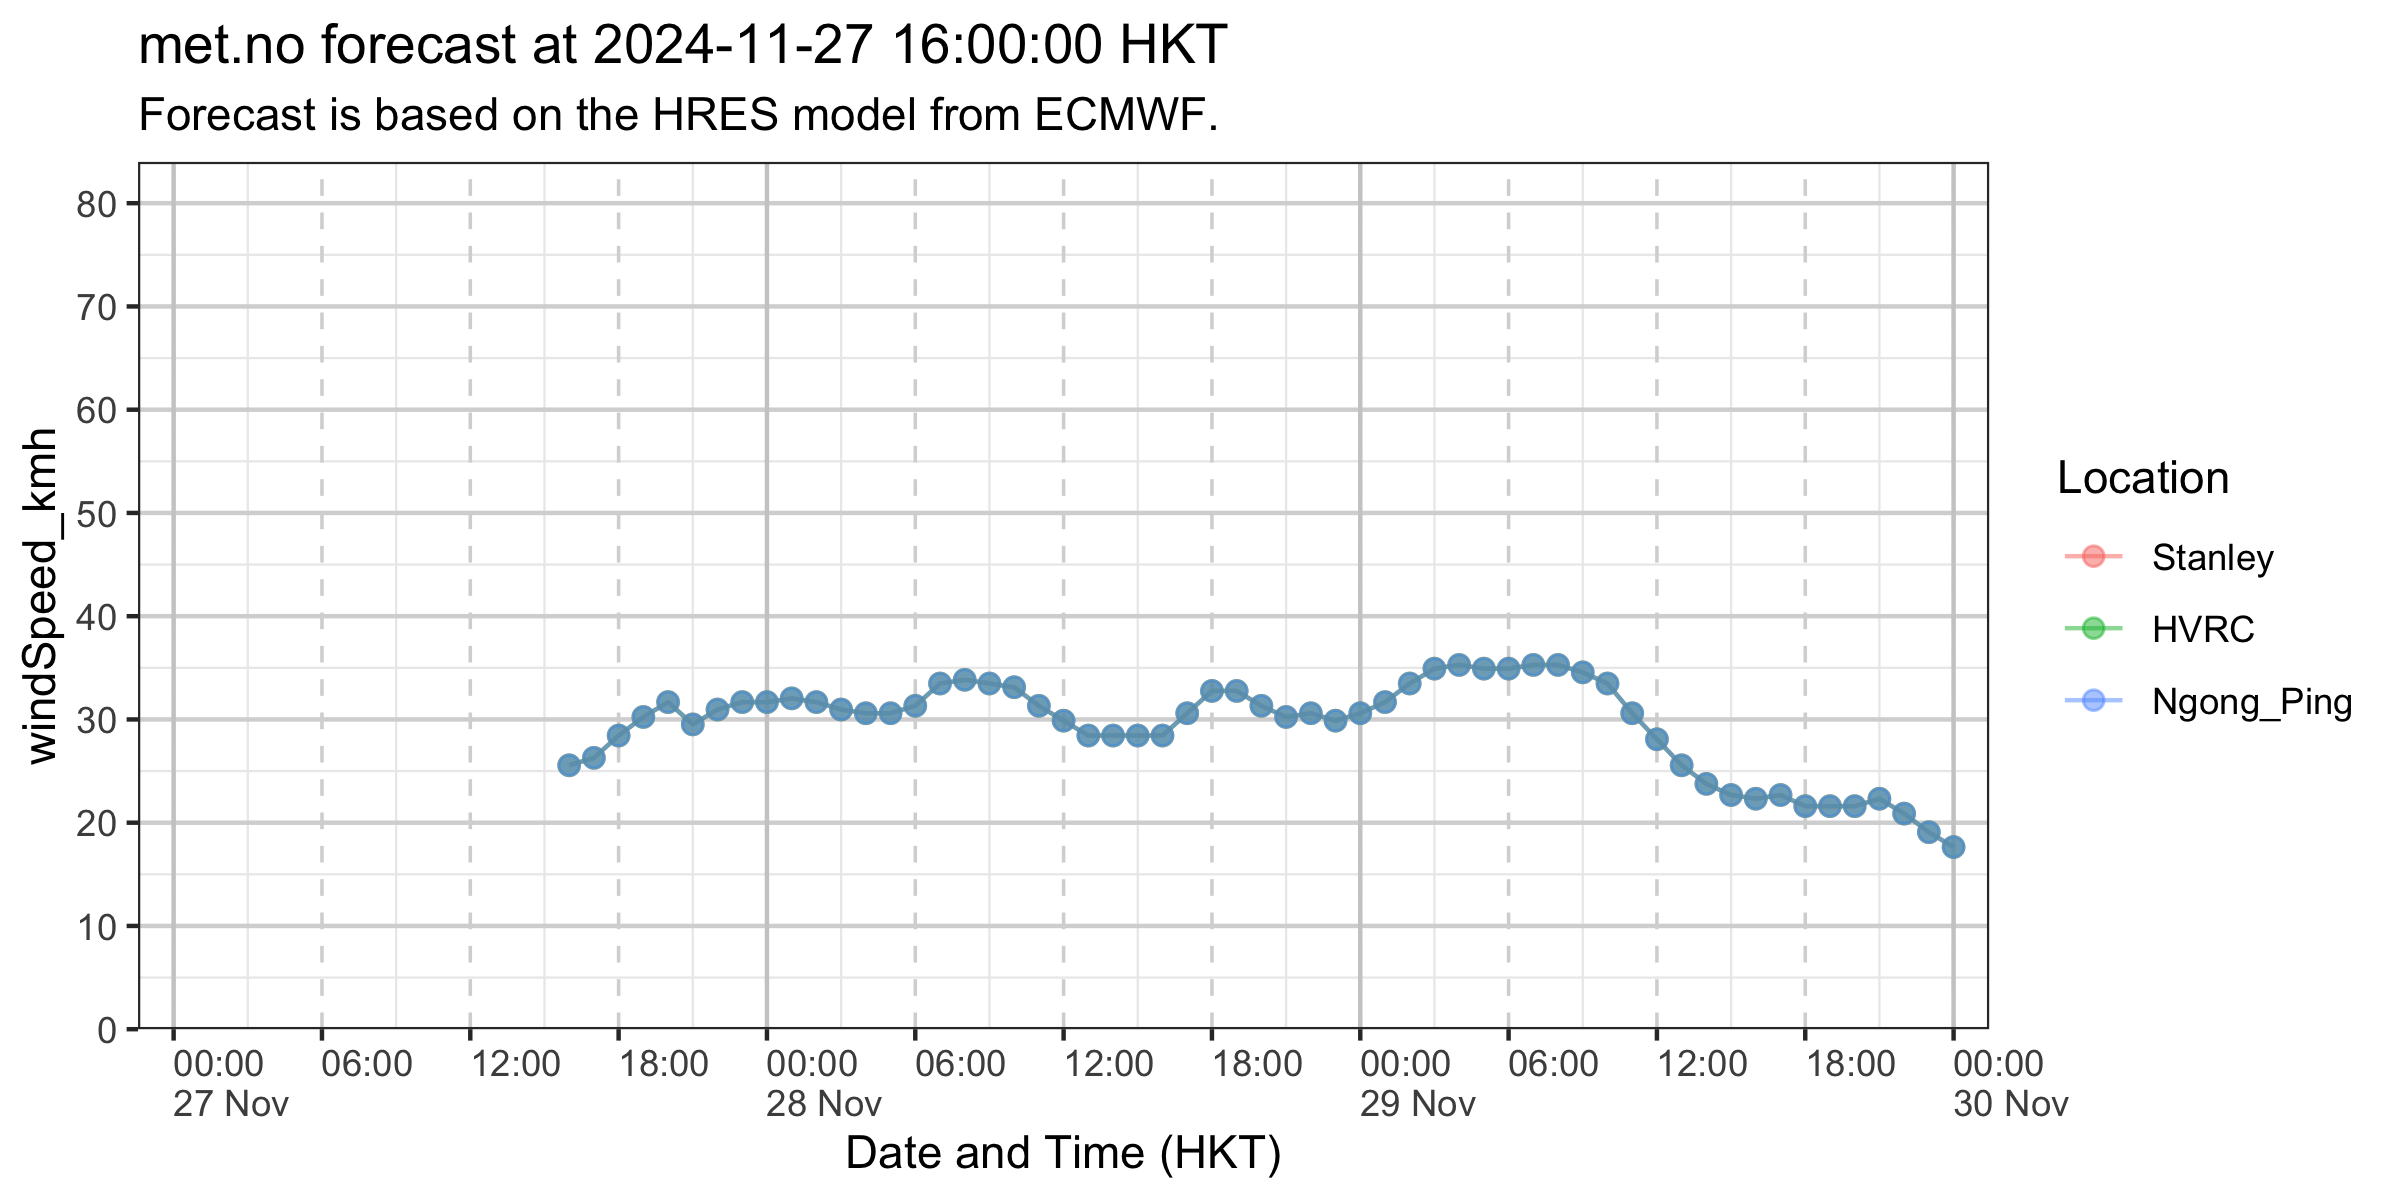 met.no forecast at 2024-11-27 16:00:00 HKT
Forecast is based on the HRES model from ECMWF.
windSpeed_kmh
80
70
60
50
40
30
20
10
0
00:00 06:00 12:00 18:00 00:00 06:00 12:00 18:00 00:00 06:00 12:00 18:00 00:00
27 Nov 28 Nov 29 Nov 30 Nov
Date and Time (HKT)
Location
Stanley
HVRC
Ngong_Ping